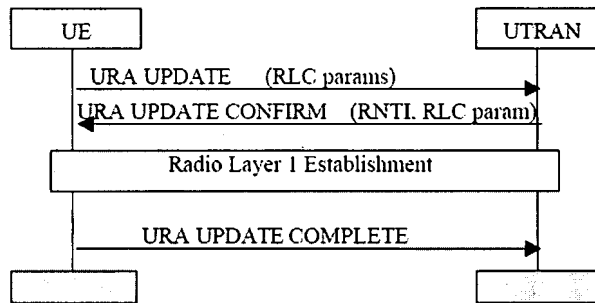 UE UTRAN
URA UPDATE (RLC params)
URA UPDATE CONFIRM (RNTI. RLC param)
Radio Layer 1 Establishment
URA UPDATE COMPLETE